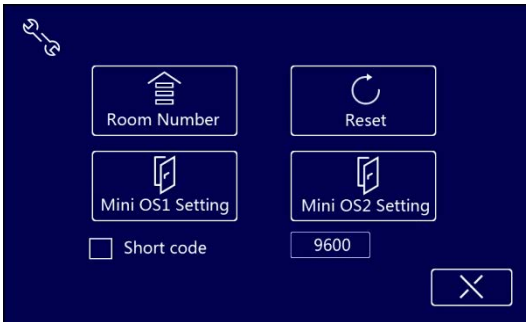 Room Number
Reset
Mini OS1 Setting
Mini OS2 Setting
Short code
9600